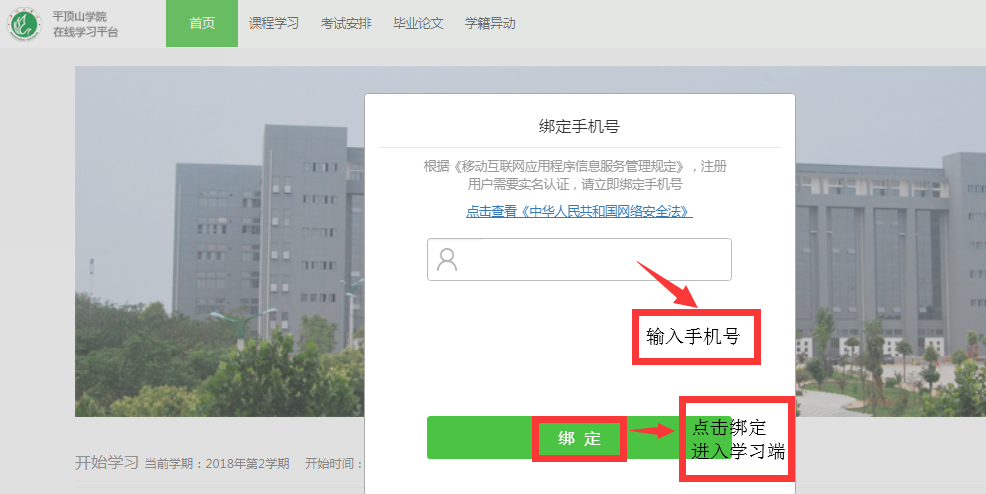 平顶山学院
在线学习平台
首页
课程学习
考试安排
毕业论文
学籍异动
绑定手机号
根据《移动互联网应用程序信息服务管理规定》，注册
用户需要实名认证，请立即绑定手机号
点击查看《中华人民共和国网络安全法》
输入手机号
绑 定
点击绑定
进入学习端
开始学习 当前学期：2018年第2学期 开始时间：